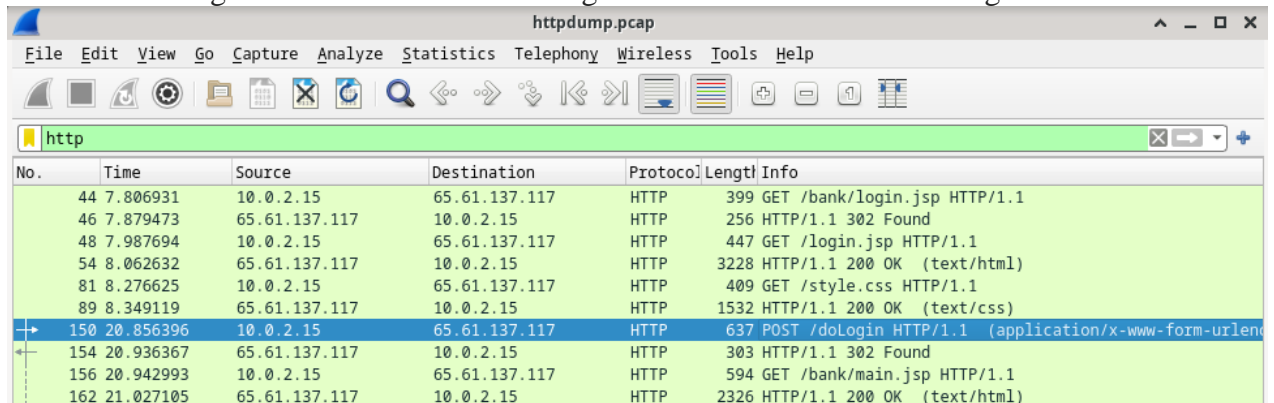 httpdump.pcap
File Edit View Go Capture Analyze Statistics Telephony Wireless Tools Help
http
No. Time Source Destination Protocol Length Info
44 7.806931 10.0.2.15 65.61.137.117 HTTP 399 GET /bank/login.jsp HTTP/1.1
46 7.879473 65.61.137.117 10.0.2.15 HTTP 256 HTTP/1.1 302 Found
48 7.987694 10.0.2.15 65.61.137.117 HTTP 447 GET /login.jsp HTTP/1.1
54 8.062632 65.61.137.117 10.0.2.15 HTTP 3228 HTTP/1.1 200 OK (text/html)
81 8.276625 10.0.2.15 65.61.137.117 HTTP 409 GET /style.css HTTP/1.1
89 8.349119 65.61.137.117 10.0.2.15 HTTP 1532 HTTP/1.1 200 OK (text/css)
150 20.856396 10.0.2.15 65.61.137.117 HTTP 637 POST /doLogin HTTP/1.1 (application/x-www-form-urlenc
154 20.936367 65.61.137.117 10.0.2.15 HTTP 303 HTTP/1.1 302 Found
156 20.942993 10.0.2.15 65.61.137.117 HTTP 594 GET /bank/main.jsp HTTP/1.1
162 21.027105 65.61.137.117 10.0.2.15 HTTP 2326 HTTP/1.1 200 OK (text/html)